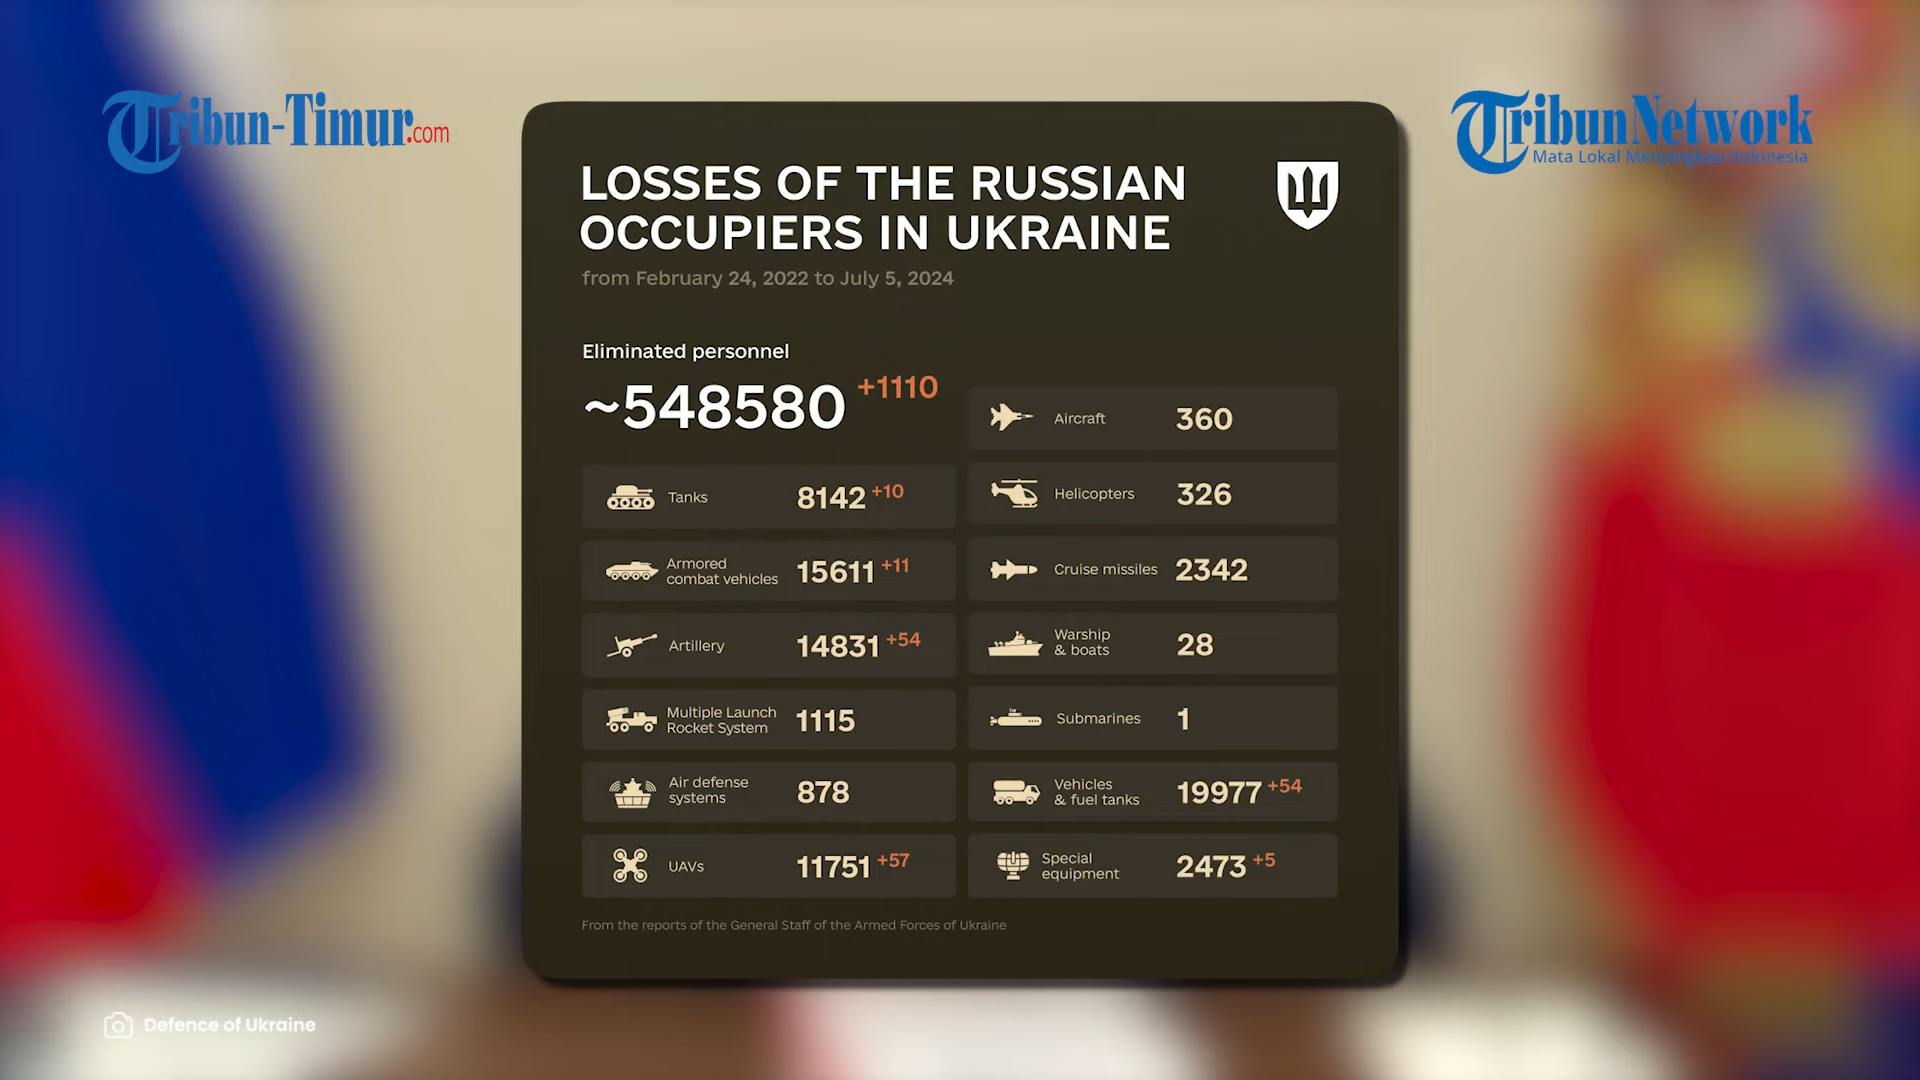 Tribun-Timur.com
TribunNetwork
Mata Lokal Menjangkau Indonesia
LOSSES OF THE RUSSIAN
OCCUPIERS IN UKRAINE
from February 24, 2022 to July 5, 2024
Eliminated personnel
~548580 +1110
Tanks 8142 +10
Armored
combat vehicles 15611 +11
Artillery 14831 +54
Multiple Launch
Rocket System 1115
Air defense
systems 878
UAVs 11751 +57
Aircraft 360
Helicopters 326
Cruise missiles 2342
Warship
& boats 28
Submarines 1
Vehicles
& fuel tanks 19977 +54
Special
equipment 2473 +5
From the reports of the General Staff of the Armed Forces of Ukraine
Defence of Ukraine